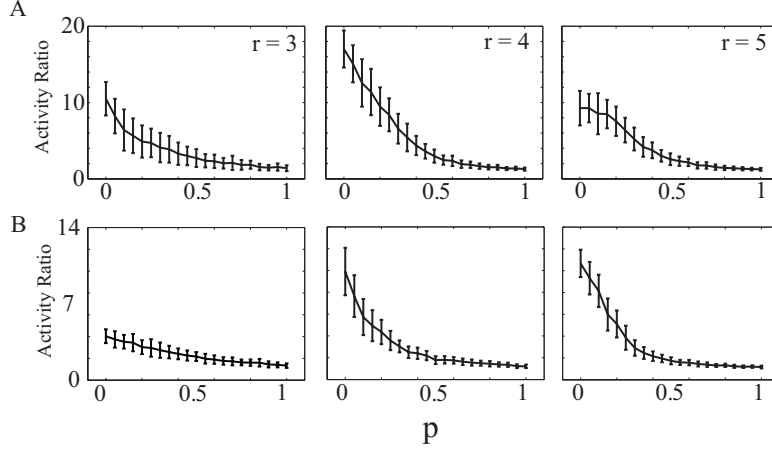 A
20
10
0
Activity Ratio
r = 3
r = 4
r = 5
0 0.5 1
0 0.5 1
0 0.5 1
B
14
7
0
Activity Ratio
0 0.5 1
0 0.5 1
0 0.5 1
p